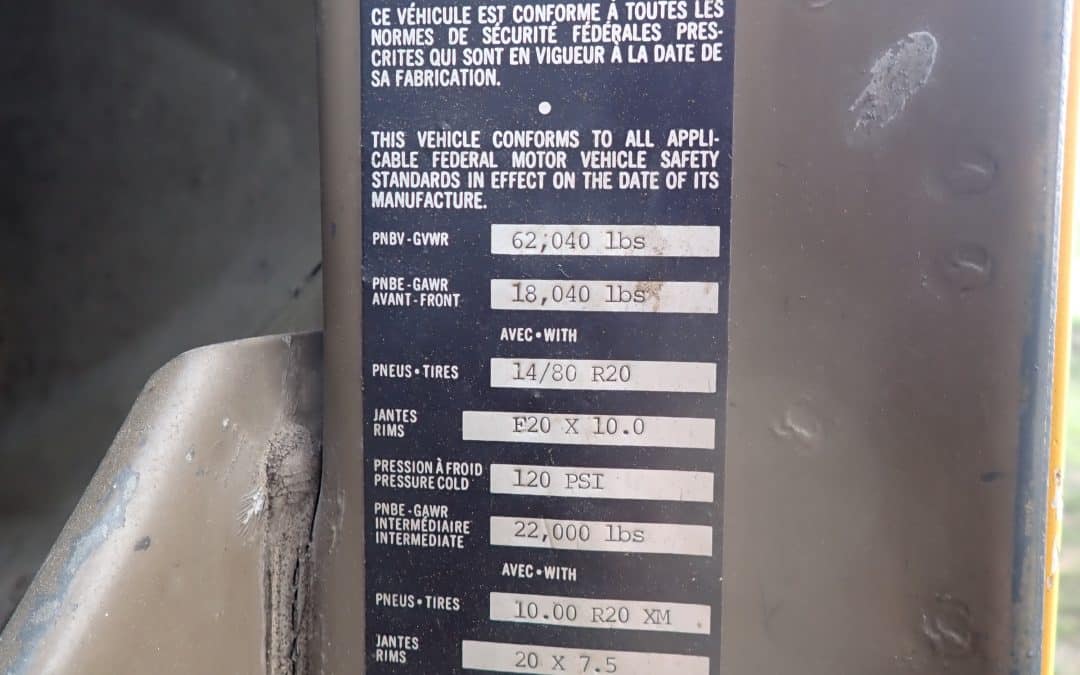 CE VÉHICULE EST CONFORME À TOUTES LES
NORMES DE SÉCURITÉ FÉDÉRALES PRES-
CRITES QUI SONT EN VIGUEUR À LA DATE DE
SA FABRICATION.
THIS VEHICLE CONFORMS TO ALL APPLI-
CABLE FEDERAL MOTOR VEHICLE SAFETY
STANDARDS IN EFFECT ON THE DATE OF ITS
MANUFACTURE.
PNBV-GVWR 62,040 lbs
PNBE-GAWR
AVANT-FRONT 18,040 lbs
AVEC•WITH
PNEUS•TIRES 14/80 R20
JANTES
RIMS F20 X 10.0
PRESSION À FROID
PRESSURE COLD 120 PSI
PNBE-GAWR
INTERMÉDIAIRE
INTERMEDIATE 22,000 lbs
AVEC•WITH
PNEUS•TIRES 10.00 R20 XM
JANTES
RIMS 20 X 7.5